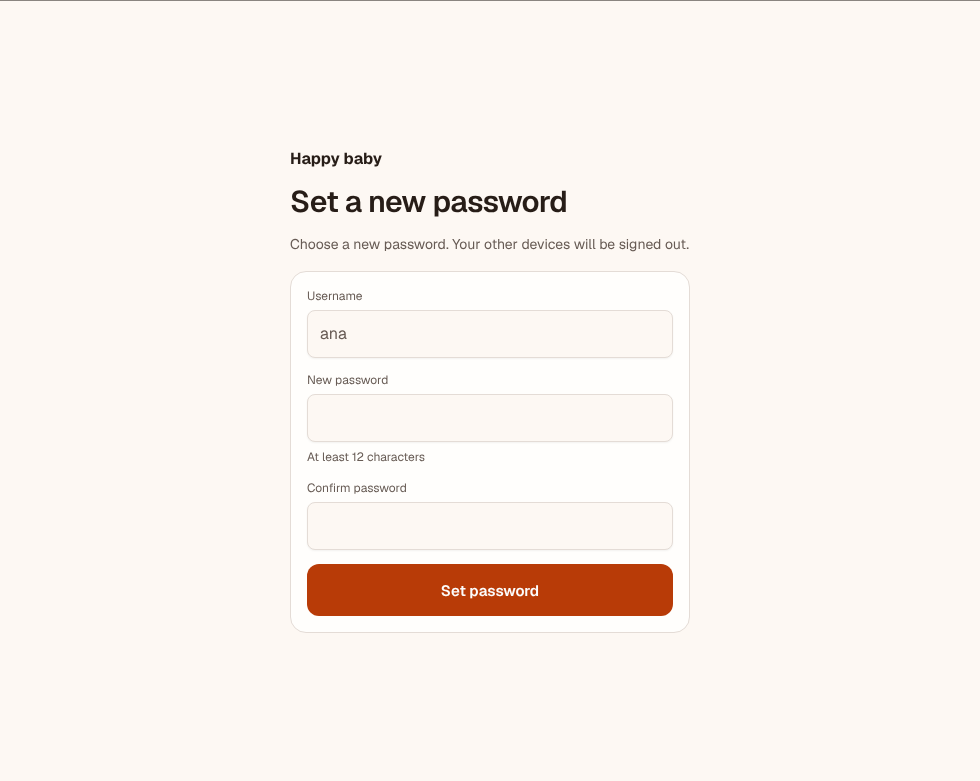 Happy baby
Set a new password
Choose a new password. Your other devices will be signed out.
Username
ana
New password
At least 12 characters
Confirm password
Set password